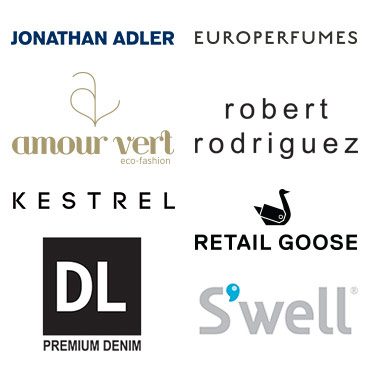 JONATHAN ADLER
EUROPERFUMES
amour vert
eco-fashion
robert
rodriguez
KESTREL
RETAIL GOOSE
DL
PREMIUM DENIM
S'well®